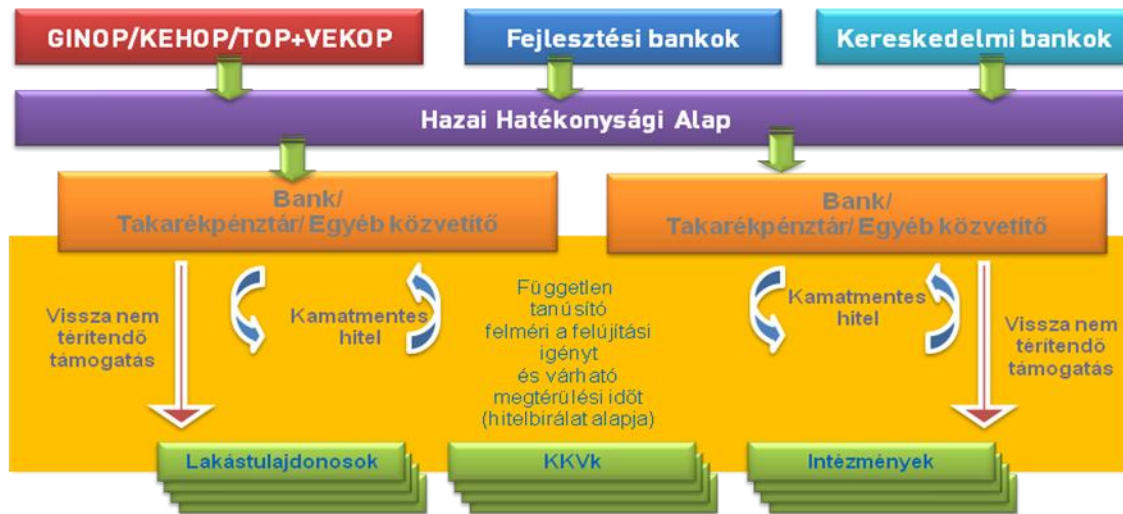 GINOP/KEHOP/TOP+VEKOP
Fejlesztési bankok
Kereskedelmi bankok
Hazai Hatékonysági Alap
Bank/
Takarékpénztár/ Egyéb közvetítő
Bank/
Takarékpénztár/ Egyéb közvetítő
Vissza nem
térítendő
támogatás
Kamatmentes
hitel
Független
tanúsító
felméri a felújítási
igényt
és várható
megtérülési időt
(hitelbirálat alapja)
Kamatmentes
hitel
Vissza nem
térítendő
támogatás
Lakástulajdonosok
KKVk
Intézmények